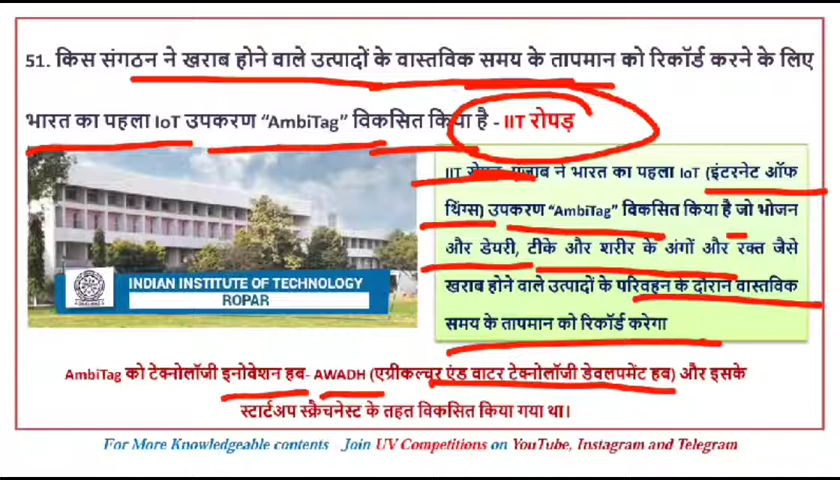 51. किस संगठन ने खराब होने वाले उत्पादों के वास्तविक समय के तापमान को रिकॉर्ड करने के लिए
भारत का पहला IoT उपकरण “AmbiTag” विकसित किया है - IIT रोपड़
INDIAN INSTITUTE OF TECHNOLOGY
ROPAR
IIT रोपड़, पंजाब ने भारत का पहला IoT (इंटरनेट ऑफ
थिंग्स) उपकरण “AmbiTag” विकसित किया है जो भोजन
और डेयरी, टीके और शरीर के अंगों और रक्त जैसे
खराब होने वाले उत्पादों के परिवहन के दौरान वास्तविक
समय के तापमान को रिकॉर्ड करेगा
AmbiTag को टेक्नोलॉजी इनोवेशन हब- AWADH (एग्रीकल्चर एंड वाटर टेक्नोलॉजी डेवलपमेंट हब) और इसके
स्टार्टअप स्क्रैचनेस्ट के तहत विकसित किया गया था।
For More Knowledgeable contents Join UV Competitions on YouTube, Instagram and Telegram